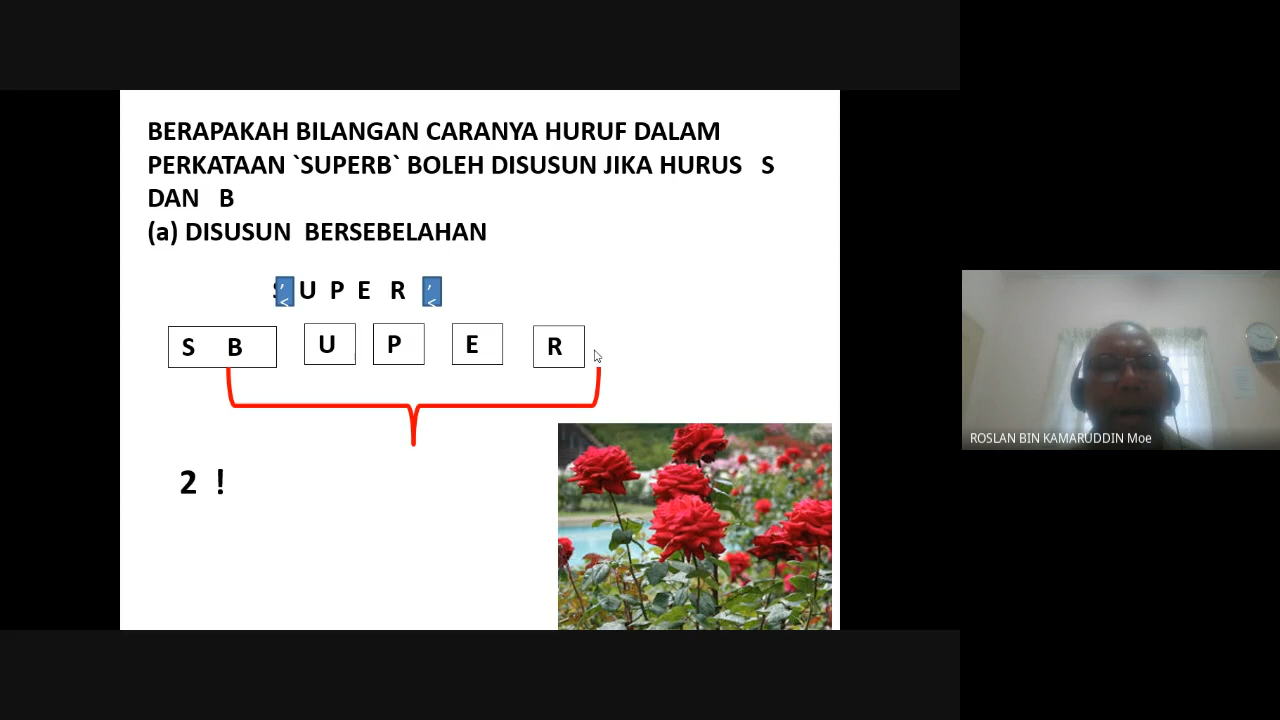 BERAPAKAH BILANGAN CARANYA HURUF DALAM
PERKATAAN `SUPERB` BOLEH DISUSUN JIKA HURUS S
DAN B
(a) DISUSUN BERSEBELAHAN
U P E R
S B U P E R
2 !
ROSLAN BIN KAMARUDDIN Moe